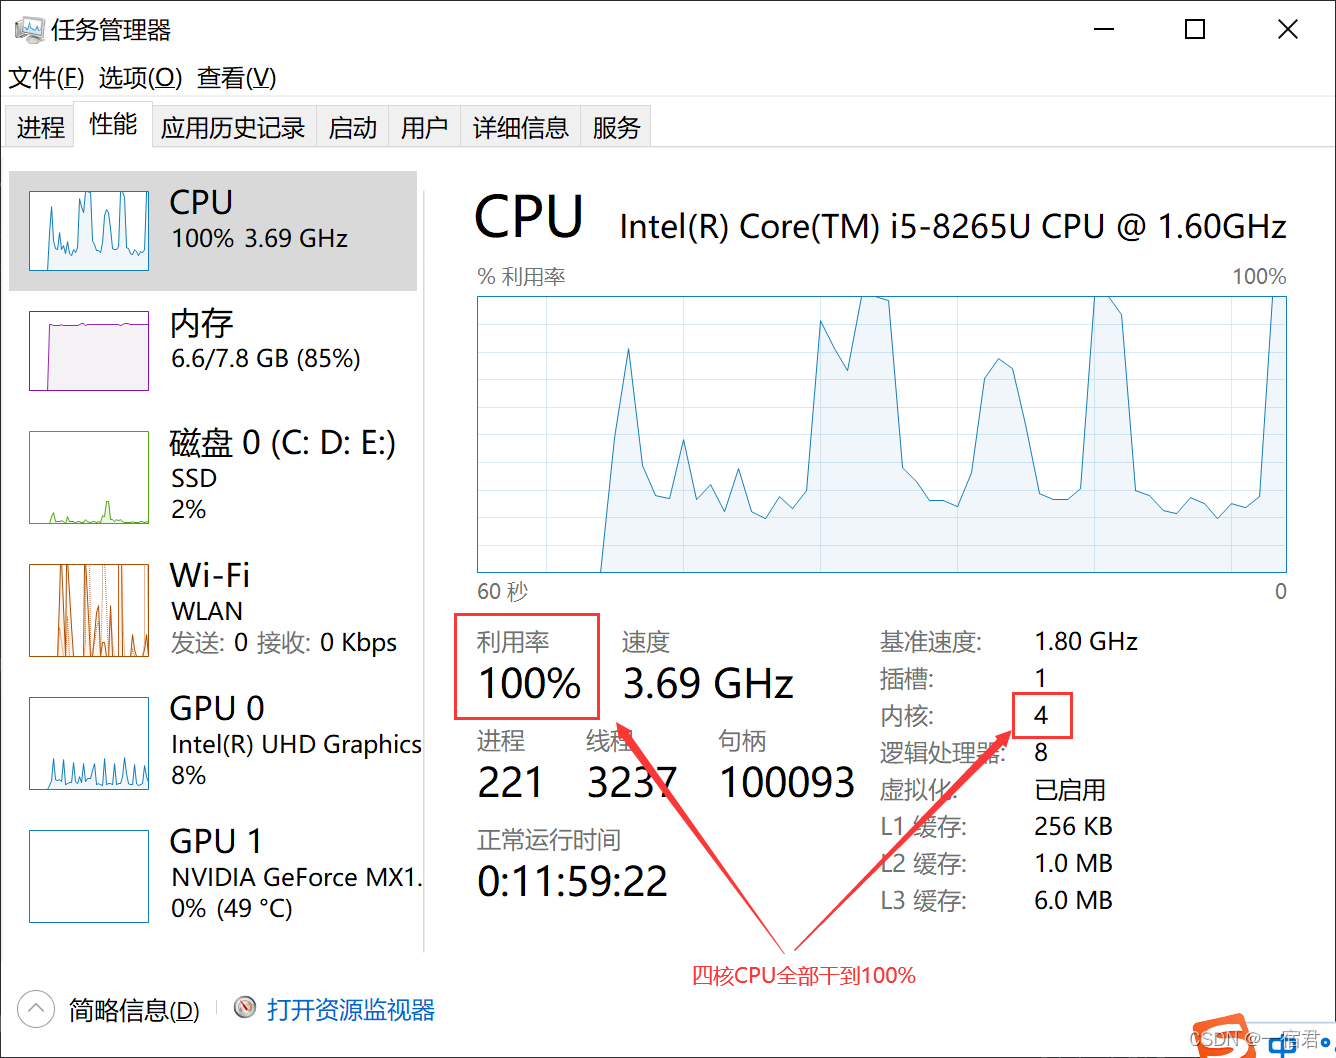 任务管理器
文件(F) 选项(O) 查看(V)
进程 性能 应用历史记录 启动 用户 详细信息 服务
CPU
100% 3.69 GHz
内存
6.6/7.8 GB (85%)
磁盘 0 (C: D: E:)
SSD
2%
Wi-Fi
WLAN
发送: 0 接收: 0 Kbps
GPU 0
Intel(R) UHD Graphics
8%
GPU 1
NVIDIA GeForce MX1.
0% (49 °C)
CPU Intel(R) Core(TM) i5-8265U CPU @ 1.60GHz
% 利用率 100%
60 秒 0
利用率 速度
100% 3.69 GHz
进程 线程 句柄
221 3237 100093
正常运行时间
0:11:59:22
基准速度: 1.80 GHz
插槽: 1
内核: 4
逻辑处理器: 8
虚拟化: 已启用
L1 缓存: 256 KB
L2 缓存: 1.0 MB
L3 缓存: 6.0 MB
四核CPU全部干到100%
简略信息(D) 打开资源监视器
中
CSDN @一宿君